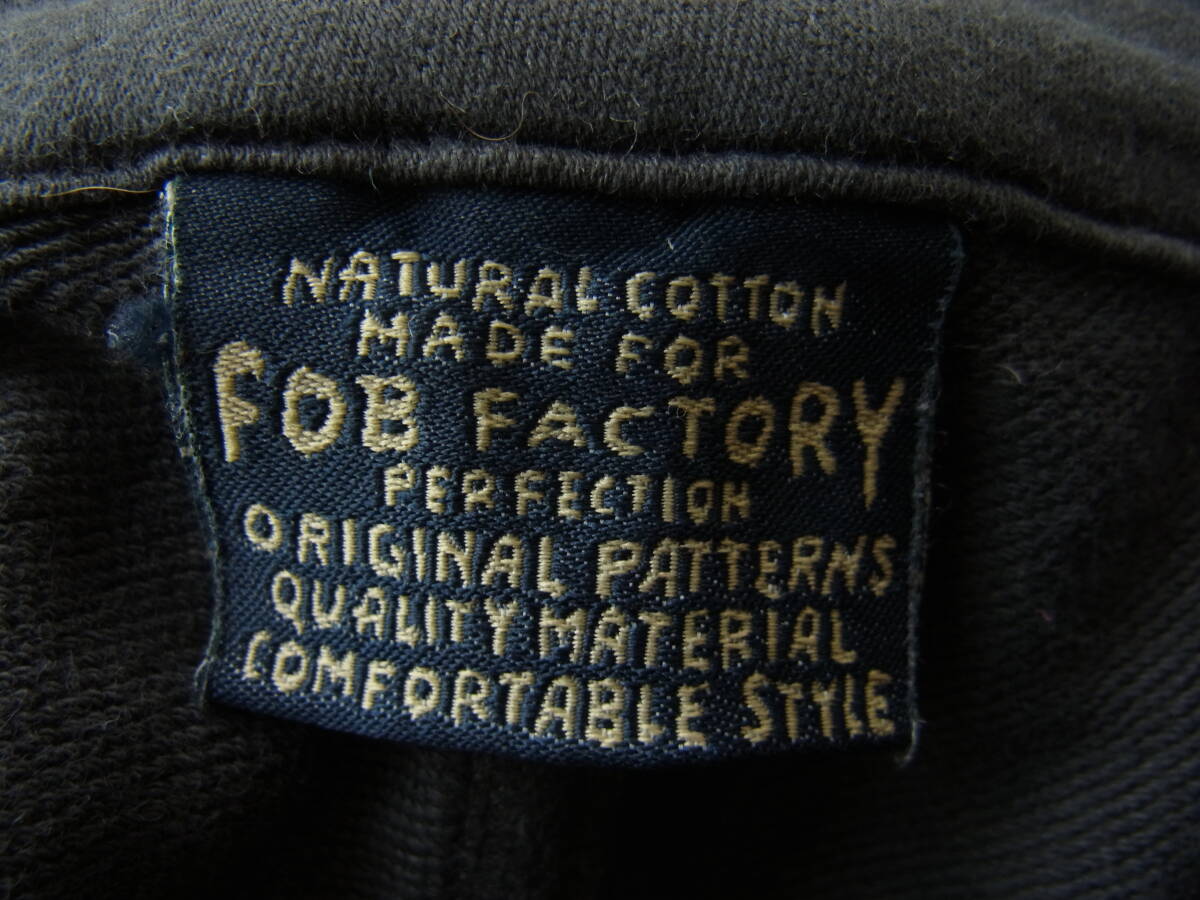 NATURAL COTTON
MADE FOR
FOB FACTORY
PERFECTION
ORIGINAL PATTERNS
QUALITY MATERIAL
COMFORTABLE STYLE